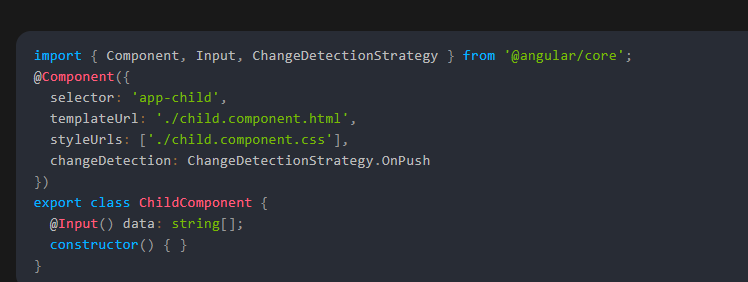 import { Component, Input, ChangeDetectionStrategy } from '@angular/core';
@Component({
  selector: 'app-child',
  templateUrl: './child.component.html',
  styleUrls: ['./child.component.css'],
  changeDetection: ChangeDetectionStrategy.OnPush
})
export class ChildComponent {
  @Input() data: string[];
  constructor() { }
}